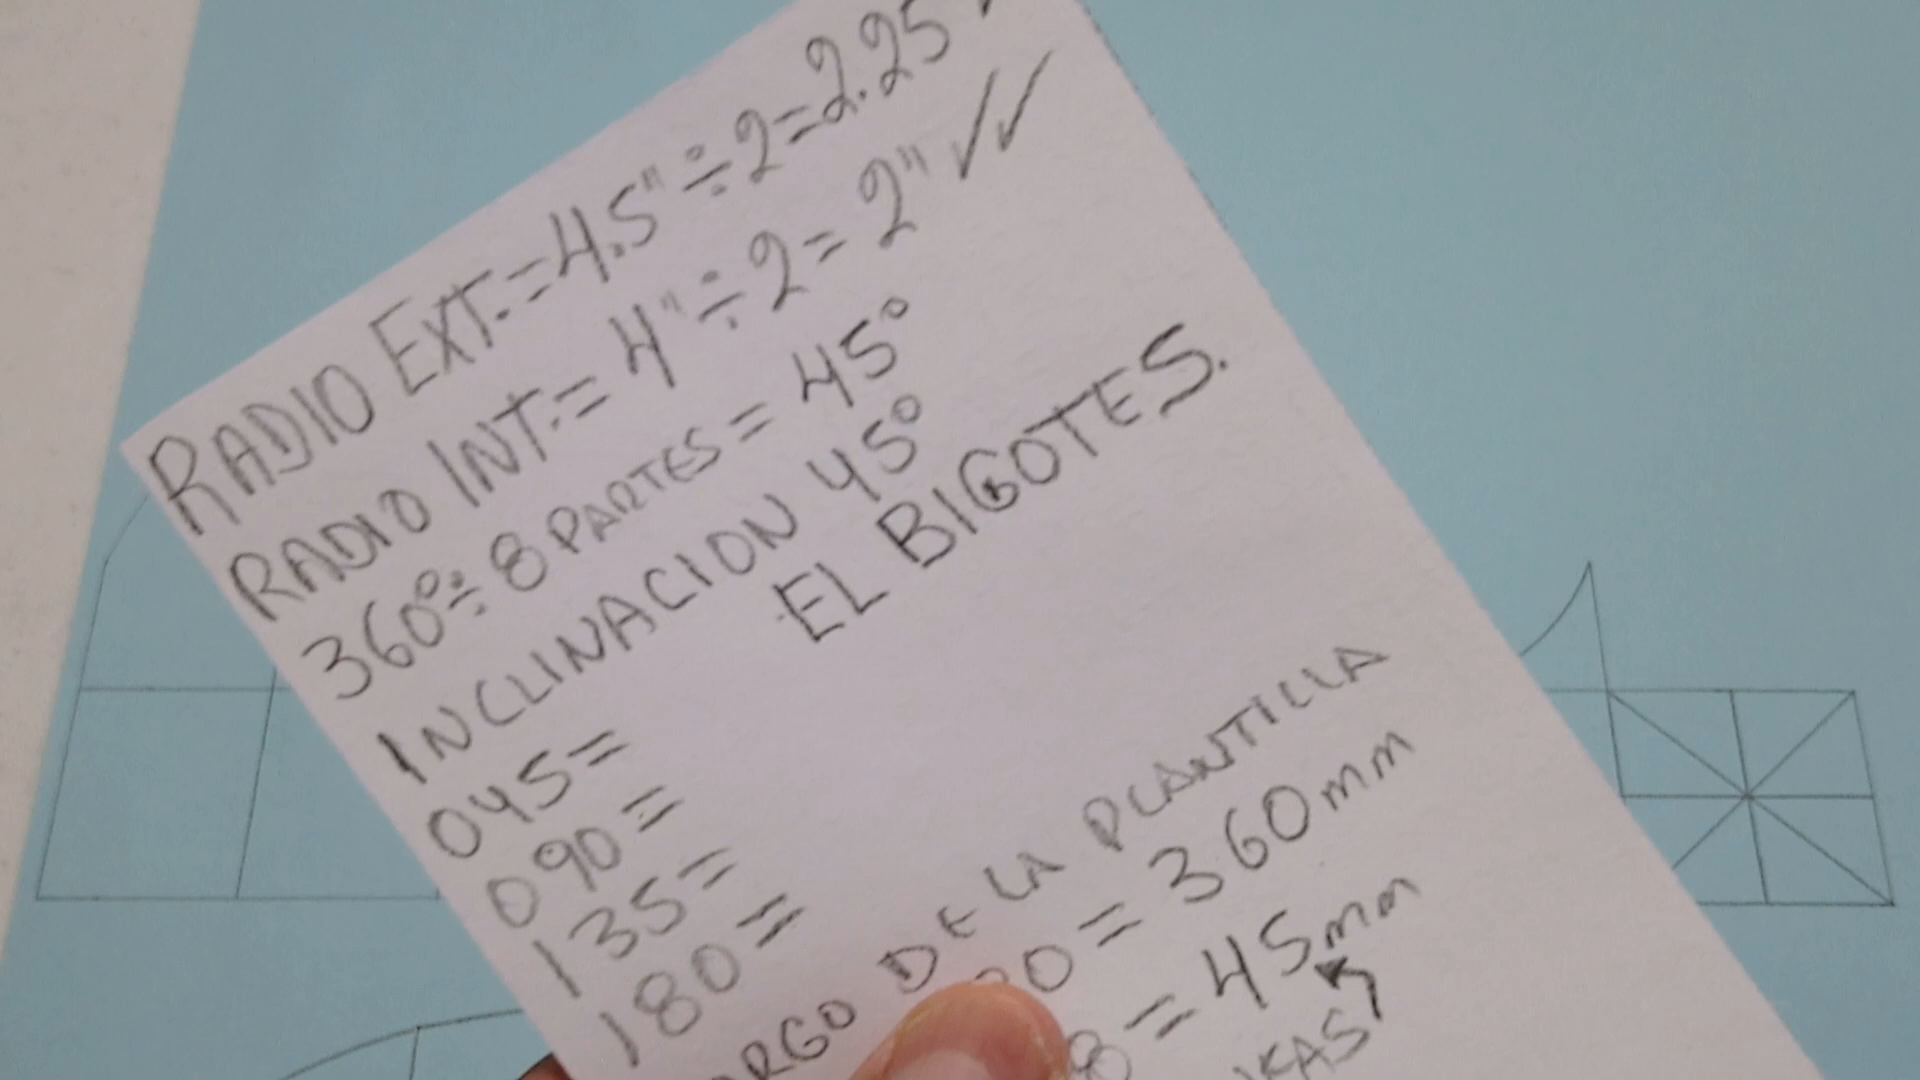 RADIO EXT.=4.5"÷2=2.25
RADIO INT.=4"÷2=2"
360°÷8 PARTES=45°
INCLINACION 45°
EL BIGOTES.
045=
090=
135=
180=
DE LA PLANTILLA
=360mm
8=45mm